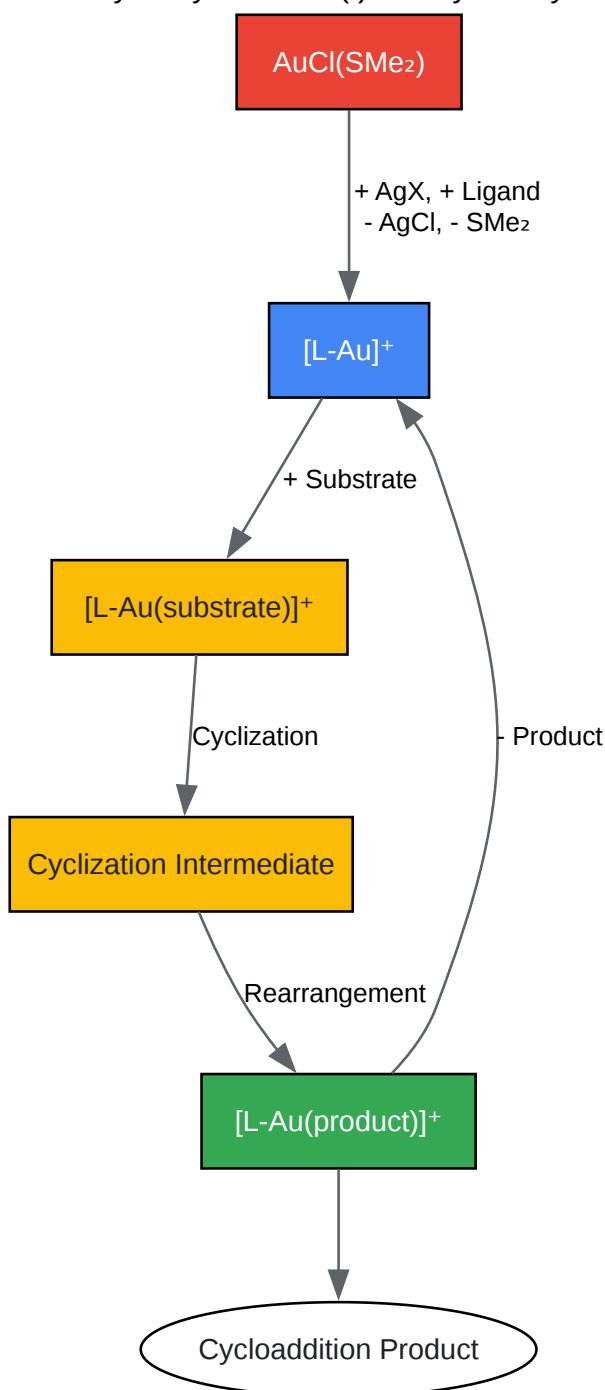 AuCl(SMe₂)
+ AgX, + Ligand
- AgCl, - SMe₂
[L-Au]⁺
+ Substrate
[L-Au(substrate)]⁺
Cyclization
- Product
Cyclization Intermediate
Rearrangement
[L-Au(product)]⁺
Cycloaddition Product